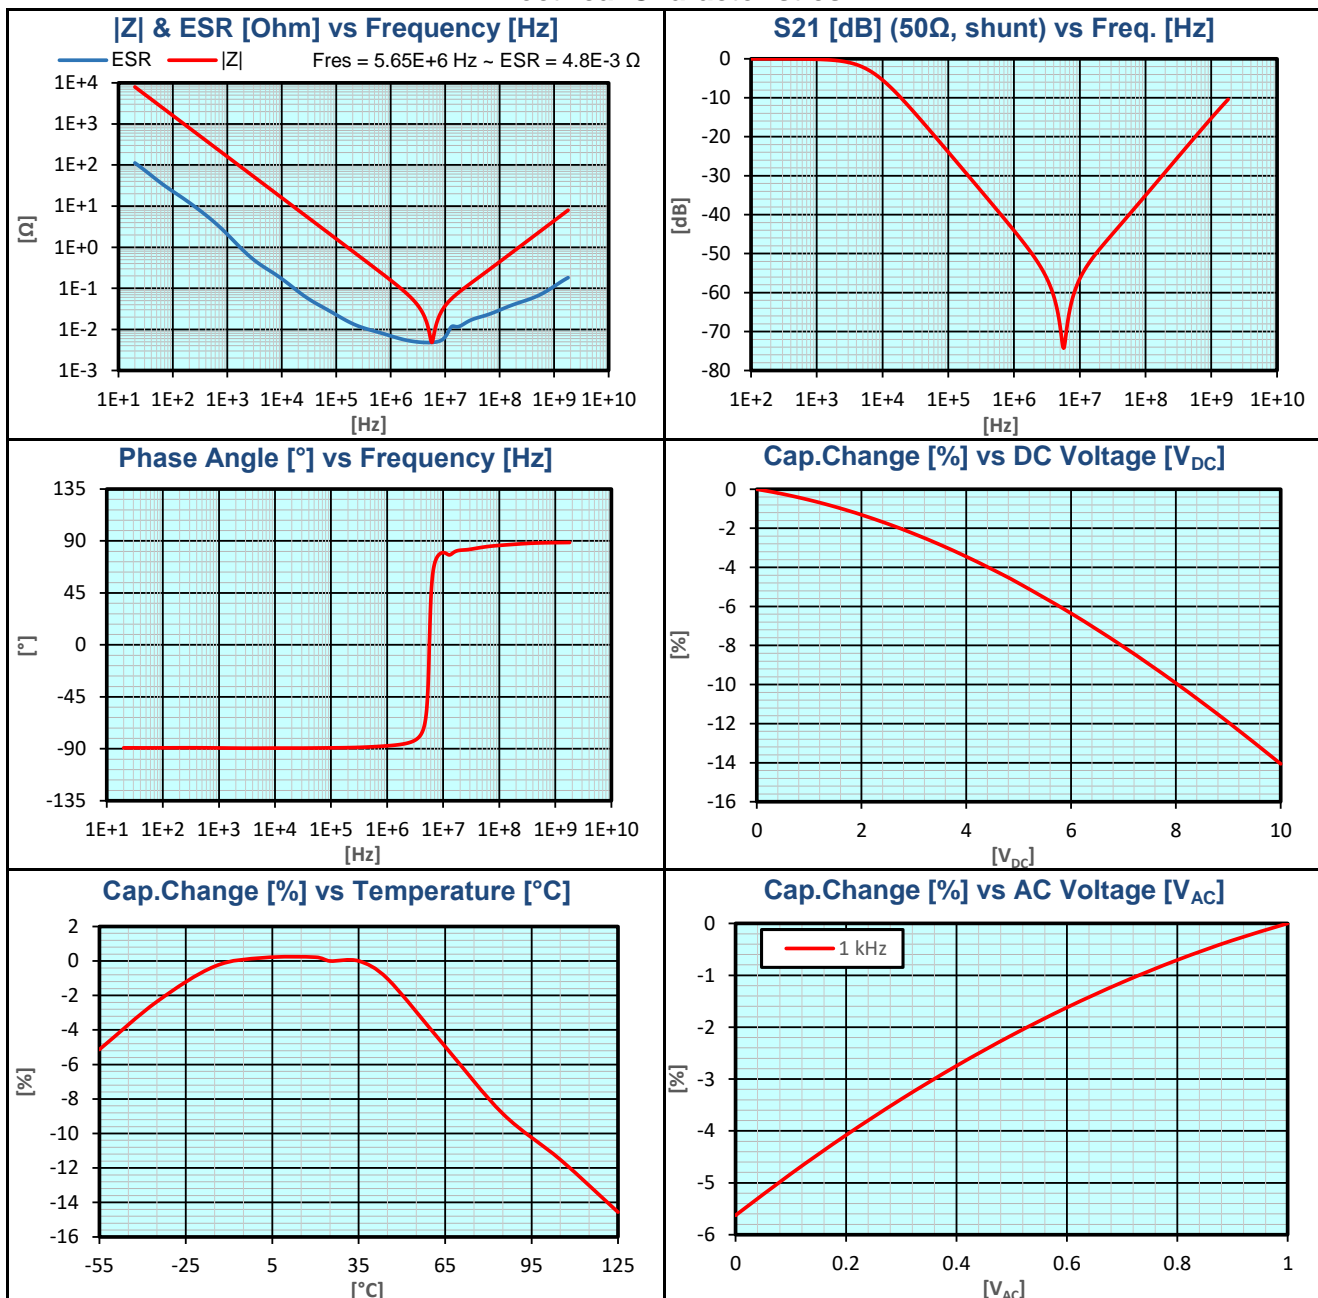 |Z| & ESR [Ohm] vs Frequency [Hz]
ESR |Z| Fres = 5.65E+6 Hz ~ ESR = 4.8E-3 Ω
1E+4
1E+3
1E+2
1E+1
1E+0
1E-1
1E-2
1E-3
[Ω]
1E+1 1E+2 1E+3 1E+4 1E+5 1E+6 1E+7 1E+8 1E+9 1E+10
[Hz]
S21 [dB] (50Ω, shunt) vs Freq. [Hz]
0
-10
-20
-30
-40
-50
-60
-70
-80
[dB]
1E+2 1E+3 1E+4 1E+5 1E+6 1E+7 1E+8 1E+9 1E+10
[Hz]
Phase Angle [°] vs Frequency [Hz]
135
90
45
0
-45
-90
-135
[°]
1E+1 1E+2 1E+3 1E+4 1E+5 1E+6 1E+7 1E+8 1E+9 1E+10
[Hz]
Cap.Change [%] vs DC Voltage [VDC]
0
-2
-4
-6
-8
-10
-12
-14
-16
[%]
0 2 4 6 8 10
[VDC]
Cap.Change [%] vs Temperature [°C]
2
0
-2
-4
-6
-8
-10
-12
-14
-16
[%]
-55 -25 5 35 65 95 125
[°C]
Cap.Change [%] vs AC Voltage [VAC]
1 kHz
0
-1
-2
-3
-4
-5
-6
[%]
0 0.2 0.4 0.6 0.8 1
[VAC]